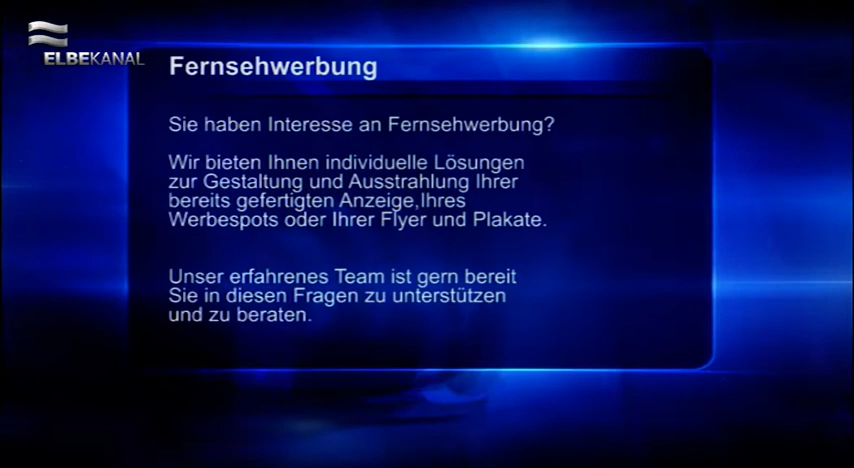 ELBEKANAL
Fernsehwerbung
Sie haben Interesse an Fernsehwerbung?
Wir bieten Ihnen individuelle Lösungen
zur Gestaltung und Ausstrahlung Ihrer
bereits gefertigten Anzeige,Ihres
Werbespots oder Ihrer Flyer und Plakate.
Unser erfahrenes Team ist gern bereit
Sie in diesen Fragen zu unterstützen
und zu beraten.